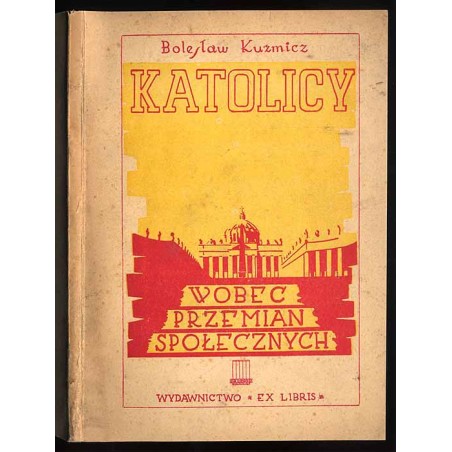 Bolesław Kuźmicz
KATOLICY
WOBEC
PRZEMIAN
SPOŁECZNYCH
WYDAWNICTWO "EX LIBRIS"